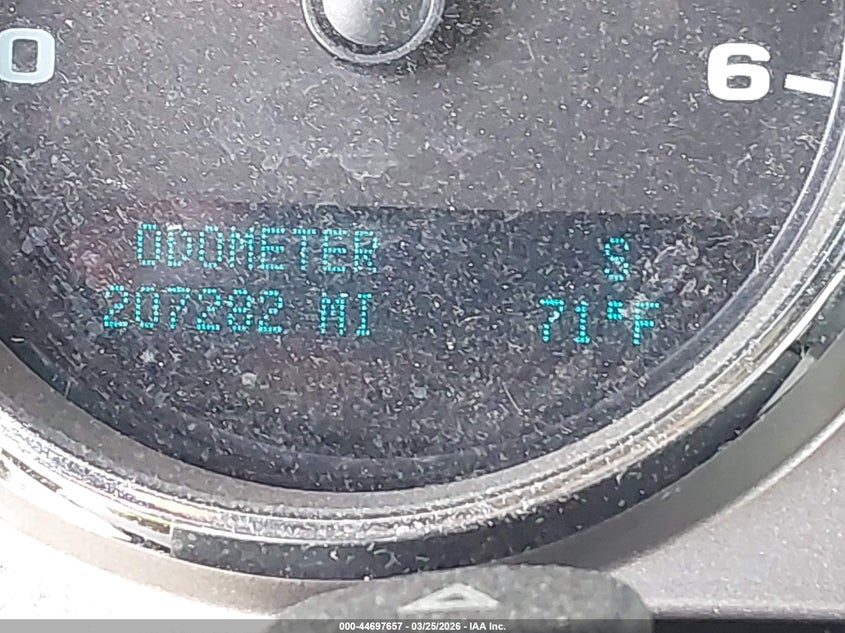 0
6
ODOMETER S
207282 MI 71°F
000-44697657 - 03/25/2026 - IAA Inc.